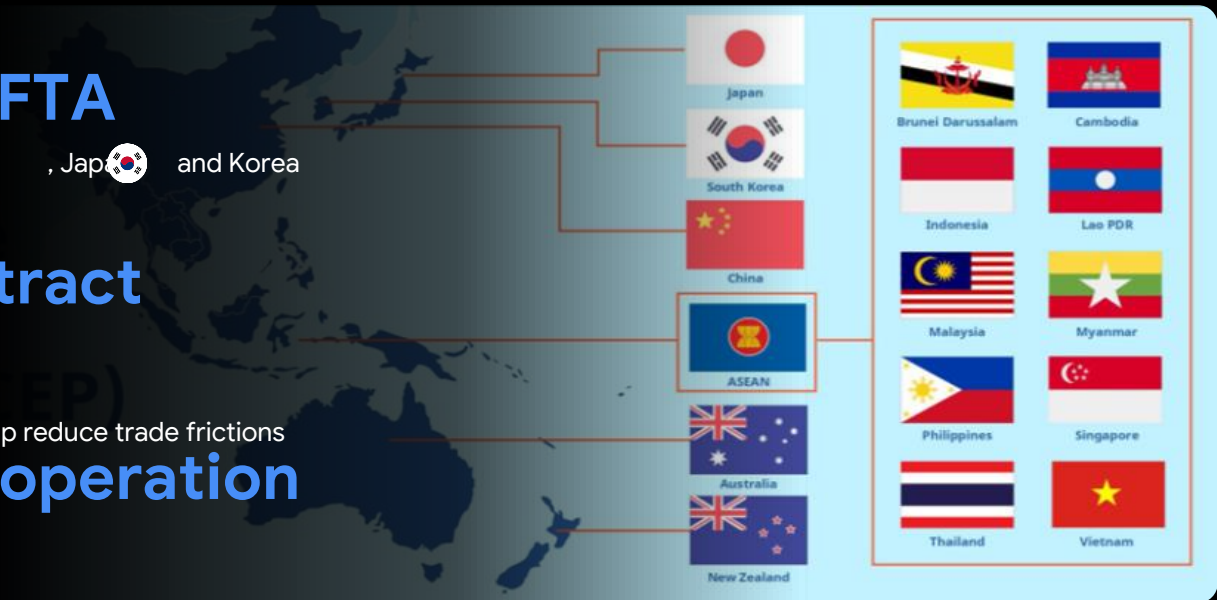 FTA
, Japa and Korea
tract
EEP)
p reduce trade frictions
operation
Japan
South Korea
China
ASEAN
Australia
New Zealand
Brunei Darussalam
Cambodia
Indonesia
Lao PDR
Malaysia
Myanmar
Philippines
Singapore
Thailand
Vietnam